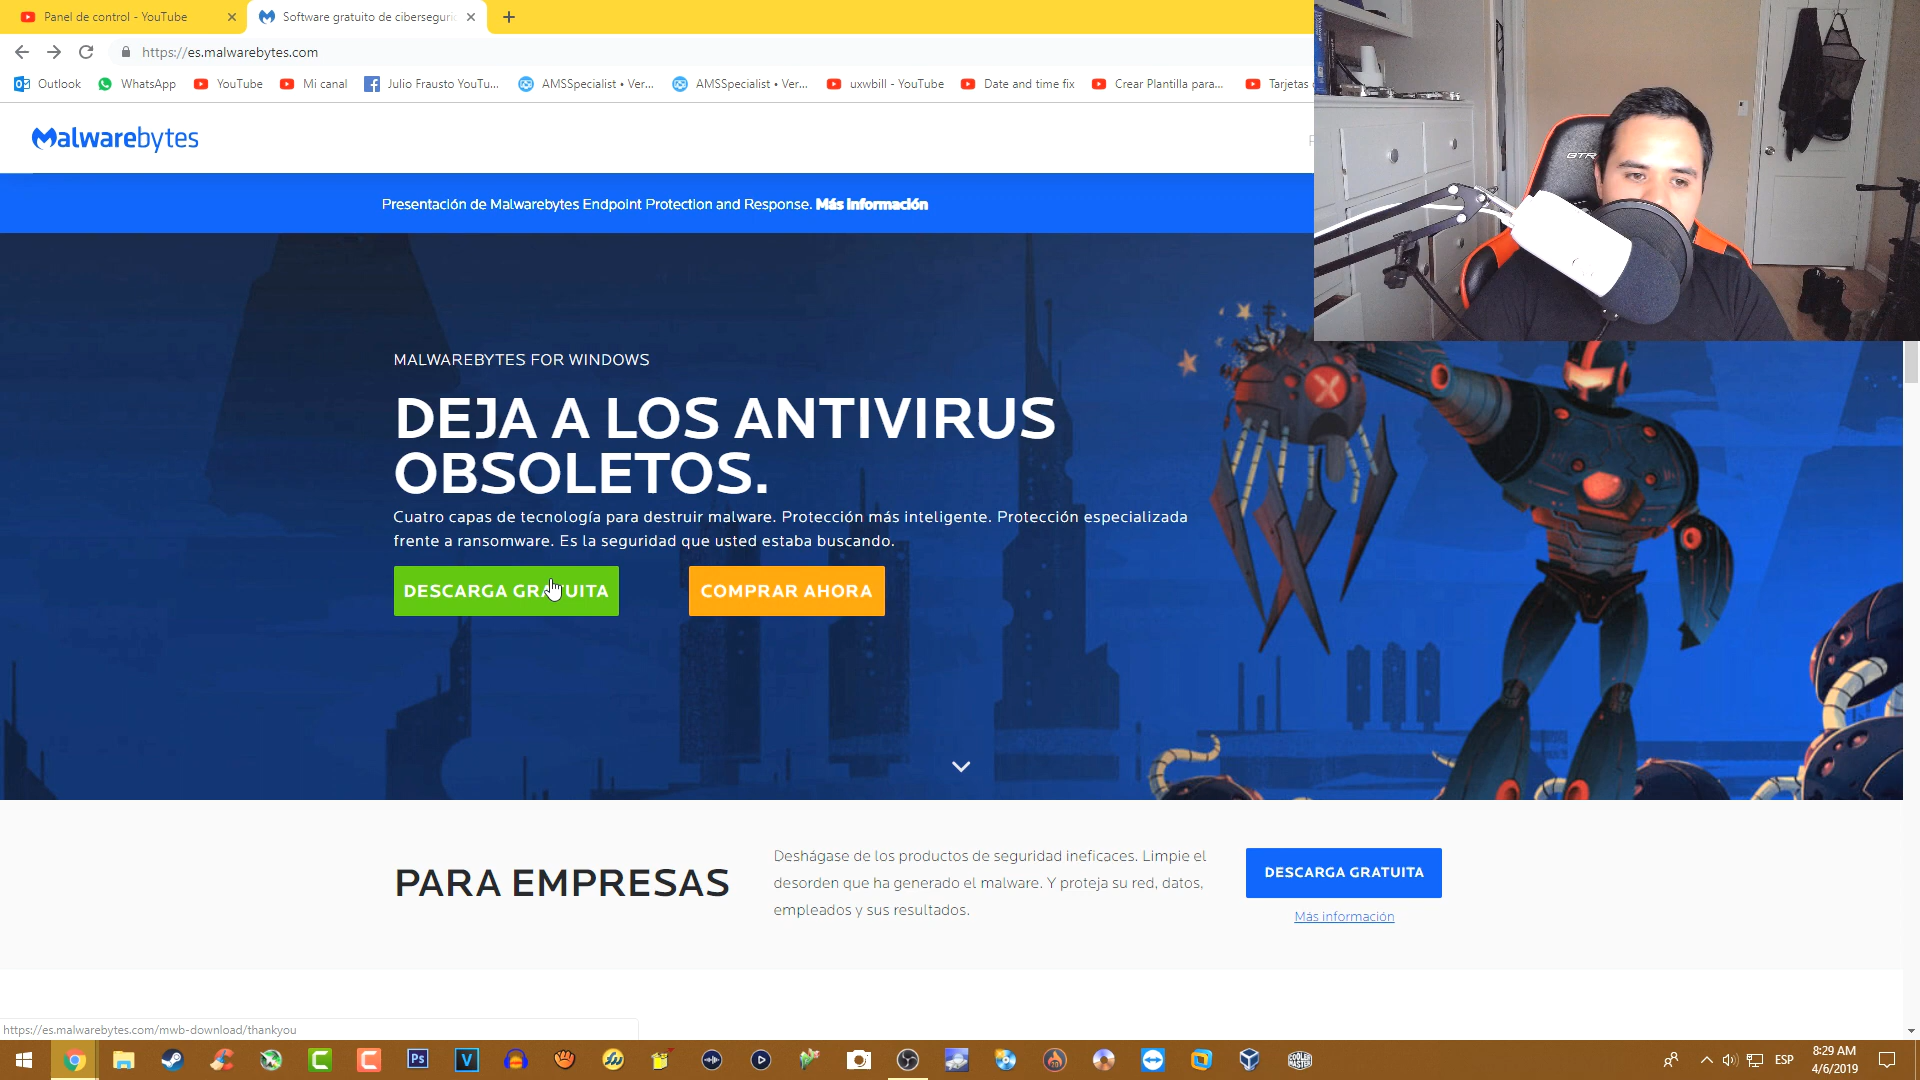 Panel de control - YouTube
Software gratuito de ciberseguri
https://es.malwarebytes.com
Outlook
WhatsApp
YouTube
Mi canal
Julio Frausto YouTu...
AMSSpecialist • Ver...
AMSSpecialist • Ver...
uxwbill - YouTube
Date and time fix
Crear Plantilla para...
Tarjetas
Malwarebytes
Presentación de Malwarebytes Endpoint Protection and Response. Más información
GTR
MALWAREBYTES FOR WINDOWS
DEJA A LOS ANTIVIRUS
OBSOLETOS.
Cuatro capas de tecnología para destruir malware. Protección más inteligente. Protección especializada
frente a ransomware. Es la seguridad que usted estaba buscando.
DESCARGA GRATUITA
COMPRAR AHORA
PARA EMPRESAS
Deshágase de los productos de seguridad ineficaces. Limpie el
desorden que ha generado el malware. Y proteja su red, datos,
empleados y sus resultados.
DESCARGA GRATUITA
Más información
https://es.malwarebytes.com/mwb-download/thankyou
Ps
V
COOLER
MASTER
ESP
8:29 AM
4/6/2019